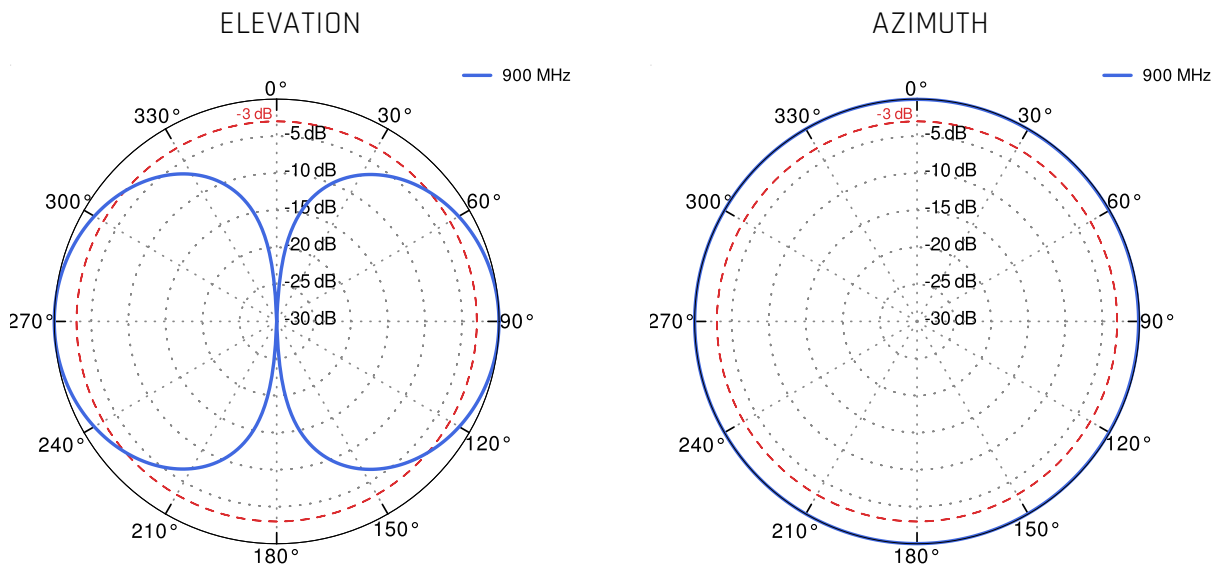 ELEVATION
900 MHz
0°
330°
-3 dB
30°
-5 dB
-10 dB
300°
60°
-15 dB
-20 dB
-25 dB
270°
-30 dB
90°
240°
120°
210°
150°
180°
AZIMUTH
900 MHz
0°
330°
-3 dB
30°
-5 dB
-10 dB
300°
60°
-15 dB
-20 dB
-25 dB
270°
-30 dB
90°
240°
120°
210°
150°
180°